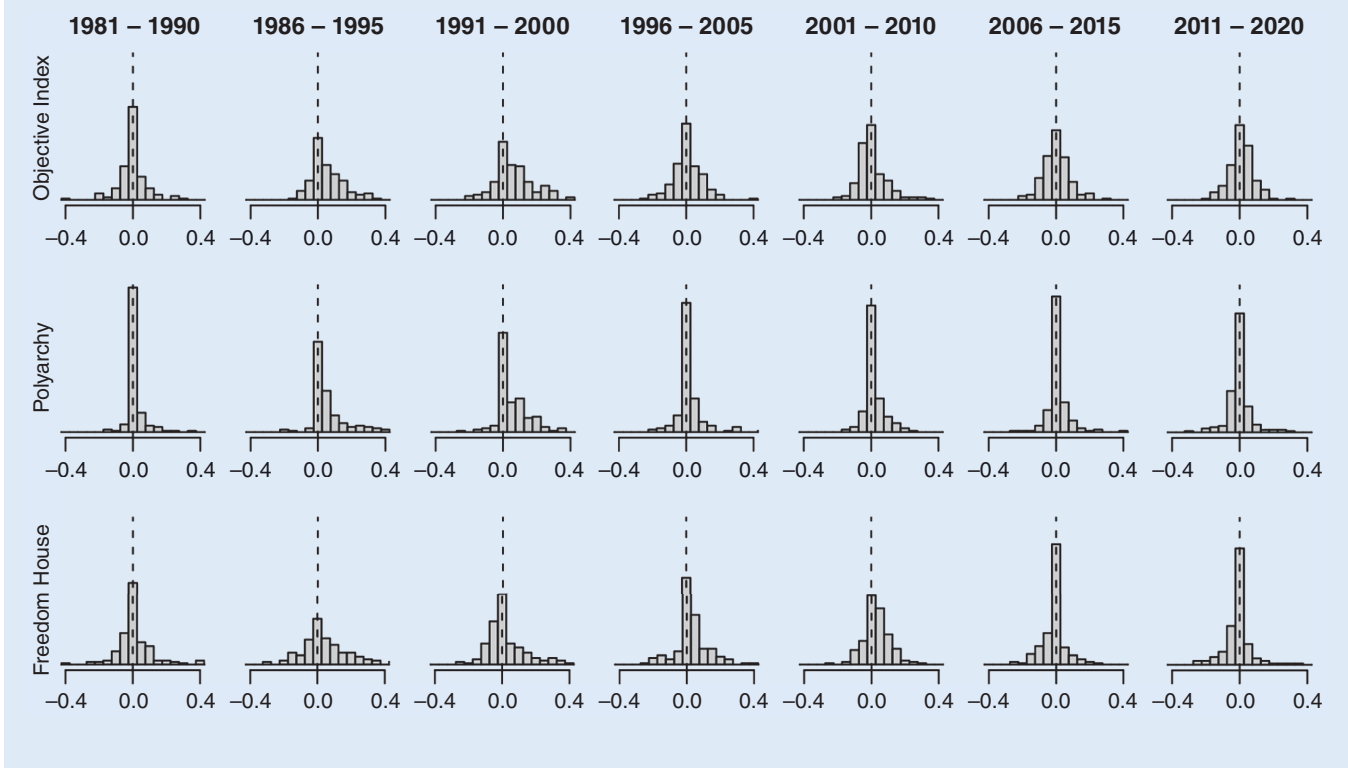 1981 – 1990 1986 – 1995 1991 – 2000 1996 – 2005 2001 – 2010 2006 – 2015 2011 – 2020
Objective Index
–0.4 0.0 0.4 –0.4 0.0 0.4 –0.4 0.0 0.4 –0.4 0.0 0.4 –0.4 0.0 0.4 –0.4 0.0 0.4 –0.4 0.0 0.4
Polyarchy
–0.4 0.0 0.4 –0.4 0.0 0.4 –0.4 0.0 0.4 –0.4 0.0 0.4 –0.4 0.0 0.4 –0.4 0.0 0.4 –0.4 0.0 0.4
Freedom House
–0.4 0.0 0.4 –0.4 0.0 0.4 –0.4 0.0 0.4 –0.4 0.0 0.4 –0.4 0.0 0.4 –0.4 0.0 0.4 –0.4 0.0 0.4